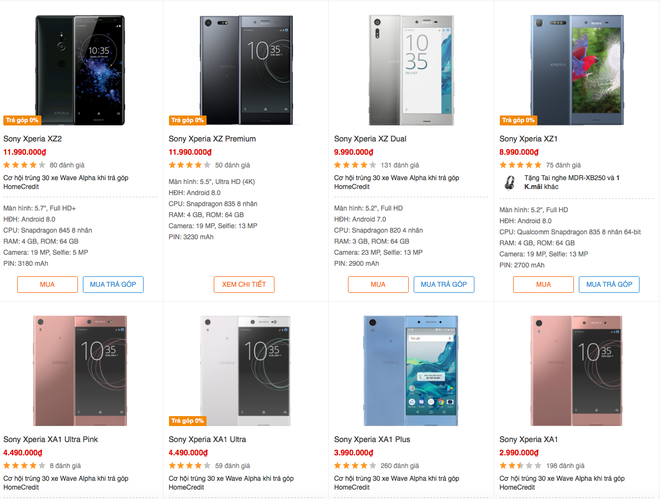 Trả góp 0%
Sony Xperia XZ2
11.990.000₫
80 đánh giá
Cơ hội trúng 30 xe Wave Alpha khi trả góp
HomeCredit
Màn hình: 5.7", Full HD+
HĐH: Android 8.0
CPU: Snapdragon 845 8 nhân
RAM: 4 GB, ROM: 64 GB
Camera: 19 MP, Selfie: 5 MP
PIN: 3180 mAh
MUA
MUA TRẢ GÓP
Sony Xperia XZ Premium
11.990.000₫
50 đánh giá
Màn hình: 5.5", Ultra HD (4K)
HĐH: Android 8.0
CPU: Snapdragon 835 8 nhân
RAM: 4 GB, ROM: 64 GB
Camera: 19 MP, Selfie: 13 MP
PIN: 3230 mAh
XEM CHI TIẾT
Sony Xperia XZ Dual
9.990.000₫
131 đánh giá
Cơ hội trúng 30 xe Wave Alpha khi trả góp
HomeCredit
Màn hình: 5.2", Full HD
HĐH: Android 7.0
CPU: Snapdragon 820 4 nhân
RAM: 4 GB, ROM: 64 GB
Camera: 23 MP, Selfie: 13 MP
PIN: 2900 mAh
MUA
MUA TRẢ GÓP
Trả góp 0%
Sony Xperia XZ1
8.990.000₫
75 đánh giá
Tặng Tai nghe MDR-XB250 và 1
K.mãi khác
Màn hình: 5.2", Full HD
HĐH: Android 8.0
CPU: Qualcomm Snapdragon 835 8 nhân 64-bit
RAM: 4 GB, ROM: 64 GB
Camera: 19 MP, Selfie: 13 MP
PIN: 2700 mAh
MUA
MUA TRẢ GÓP
Sony Xperia XA1 Ultra Pink
4.490.000₫
8 đánh giá
Cơ hội trúng 30 xe Wave Alpha khi trả góp
HomeCredit
Trả góp 0%
Sony Xperia XA1 Ultra
4.490.000₫
59 đánh giá
Cơ hội trúng 30 xe Wave Alpha khi trả góp
HomeCredit
Sony Xperia XA1 Plus
3.990.000₫
260 đánh giá
Cơ hội trúng 30 xe Wave Alpha khi trả góp
HomeCredit
Sony Xperia XA1
2.990.000₫
198 đánh giá
Cơ hội trúng 30 xe Wave Alpha khi trả góp
HomeCredit